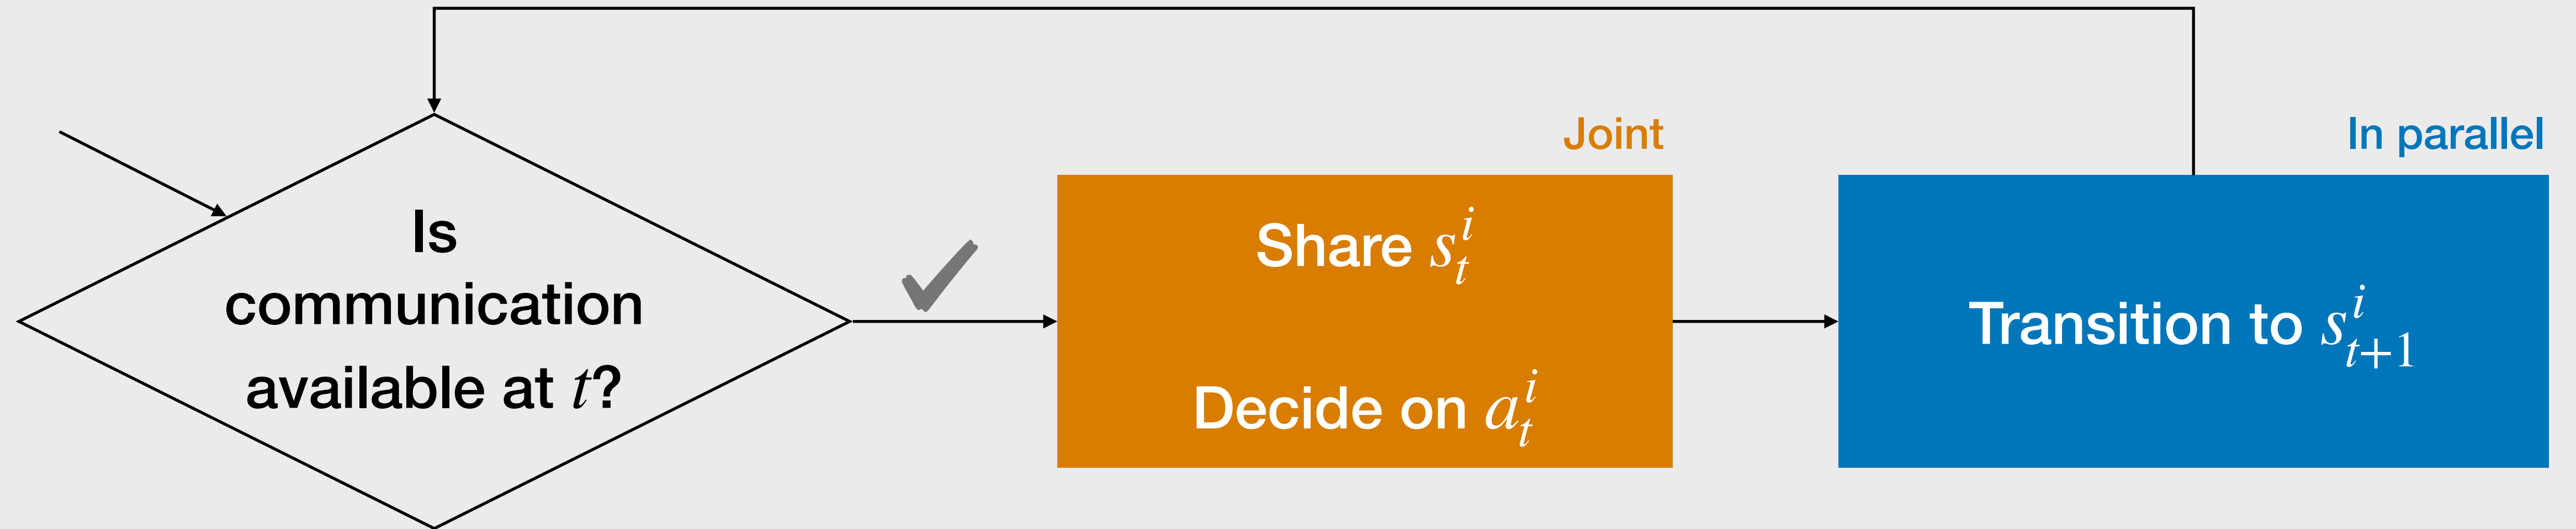 Joint
In parallel
Is
communication
available at t?
Share s_t^i
Decide on a_t^i
Transition to s_{t+1}^i